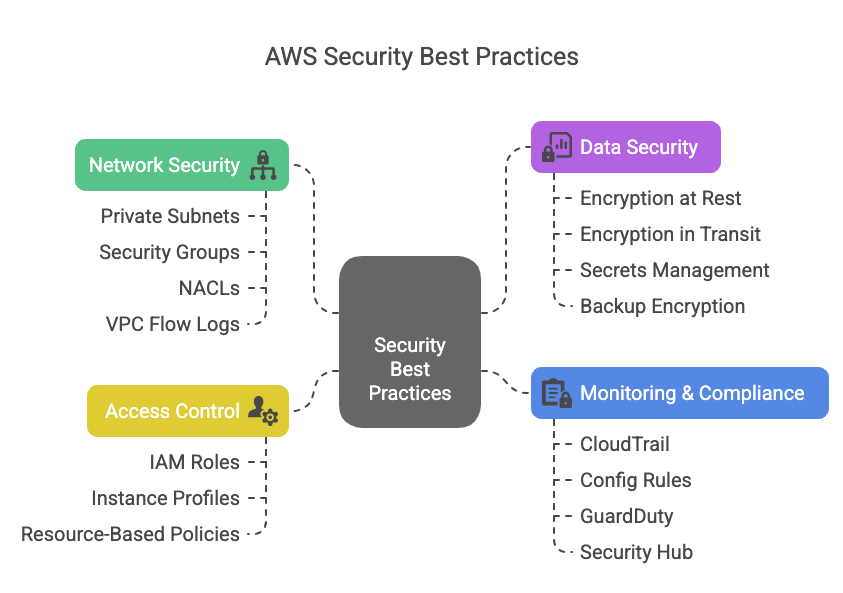 AWS Security Best Practices
Network Security
Private Subnets
Security Groups
NACLs
VPC Flow Logs
Access Control
IAM Roles
Instance Profiles
Resource-Based Policies
Security
Best
Practices
Data Security
Encryption at Rest
Encryption in Transit
Secrets Management
Backup Encryption
Monitoring & Compliance
CloudTrail
Config Rules
GuardDuty
Security Hub